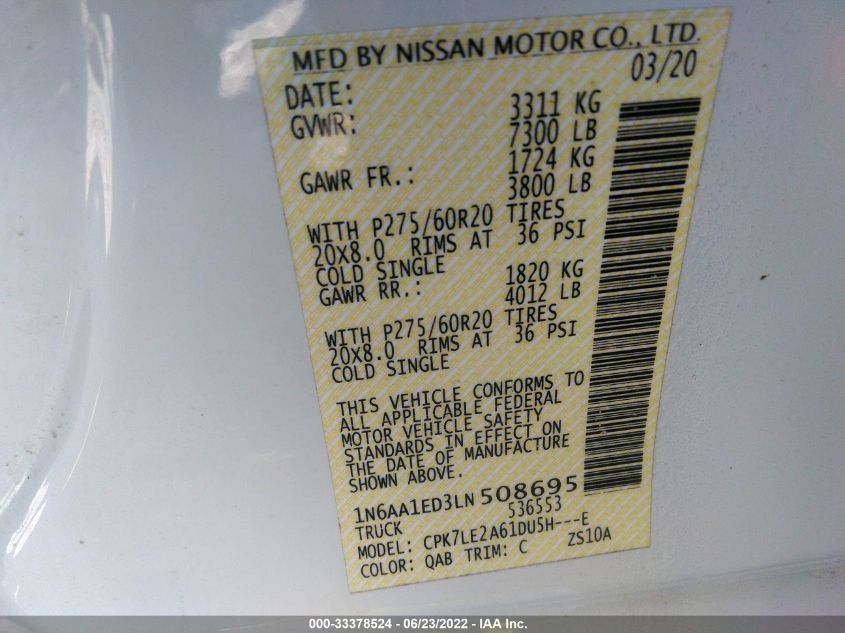 MFD BY NISSAN MOTOR CO., LTD.
DATE: 03/20
GVWR: 3311 KG
7300 LB
GAWR FR.: 1724 KG
3800 LB
WITH P275/60R20 TIRES
20X8.0 RIMS AT 36 PSI
COLD SINGLE
GAWR RR.: 1820 KG
4012 LB
WITH P275/60R20 TIRES
20X8.0 RIMS AT 36 PSI
COLD SINGLE
THIS VEHICLE CONFORMS TO
ALL APPLICABLE FEDERAL
MOTOR VEHICLE SAFETY
STANDARDS IN EFFECT ON
THE DATE OF MANUFACTURE
SHOWN ABOVE.
1N6AA1ED3LN508695
TRUCK 536553
MODEL: CPK7LE2A61DU5H---E
COLOR: QAB TRIM: C ZS10A
000-33378524 - 06/23/2022 - IAA Inc.